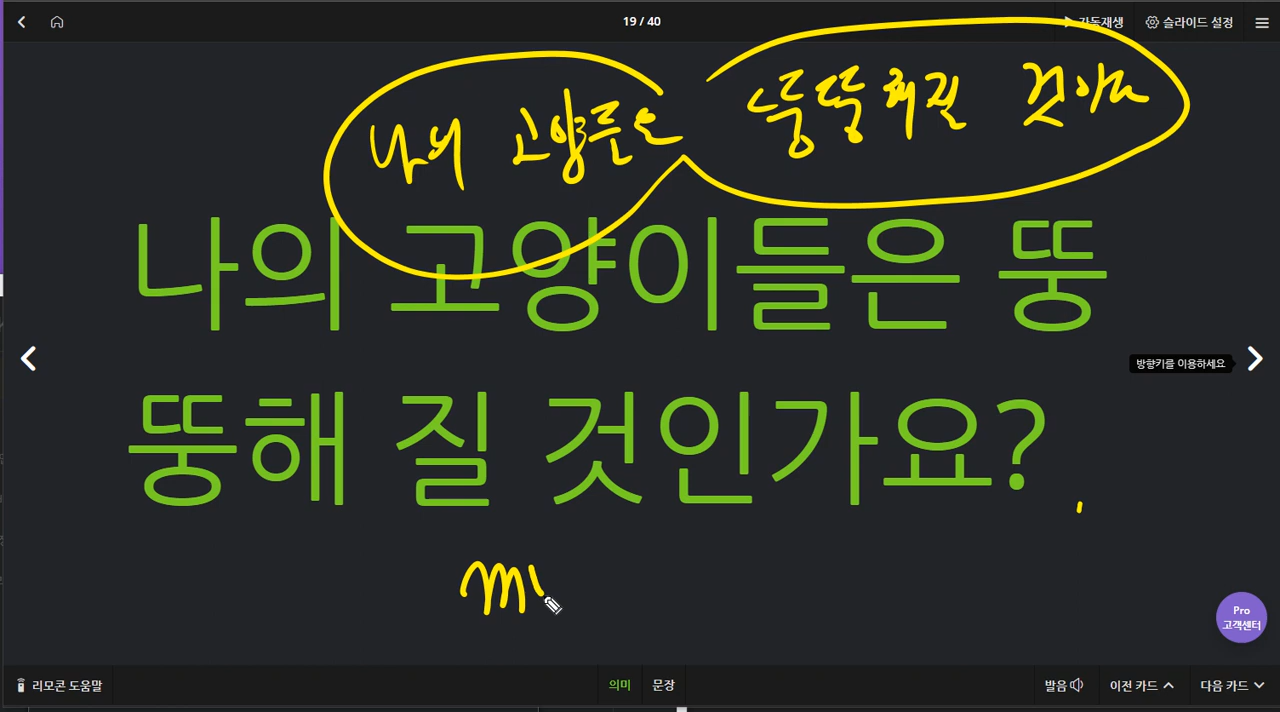 19 / 40
자동재생
슬라이드 설정
나의 고양이들은 뚱뚱해질 것이다
나의 고양이들은 뚱
뚱해 질 것인가요?
방향키를 이용하세요
my
Pro
고객센터
리모콘 도움말
의미
문장
발음
이전 카드
다음 카드